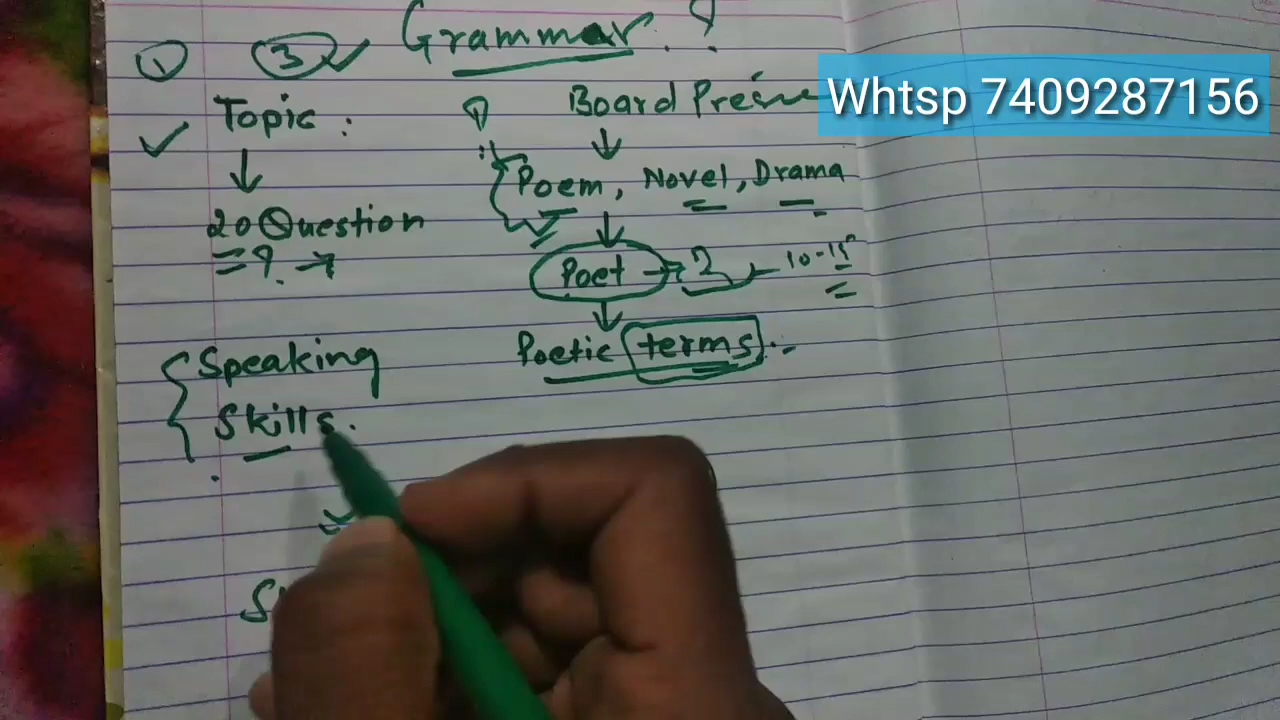 ① ③ Grammar.
Topic:
20 Question
= ?
Speaking
Skills.
Board
Poem, Novel, Drama
Poet → 2 10-15
Poetic terms.
Whtsp 7409287156